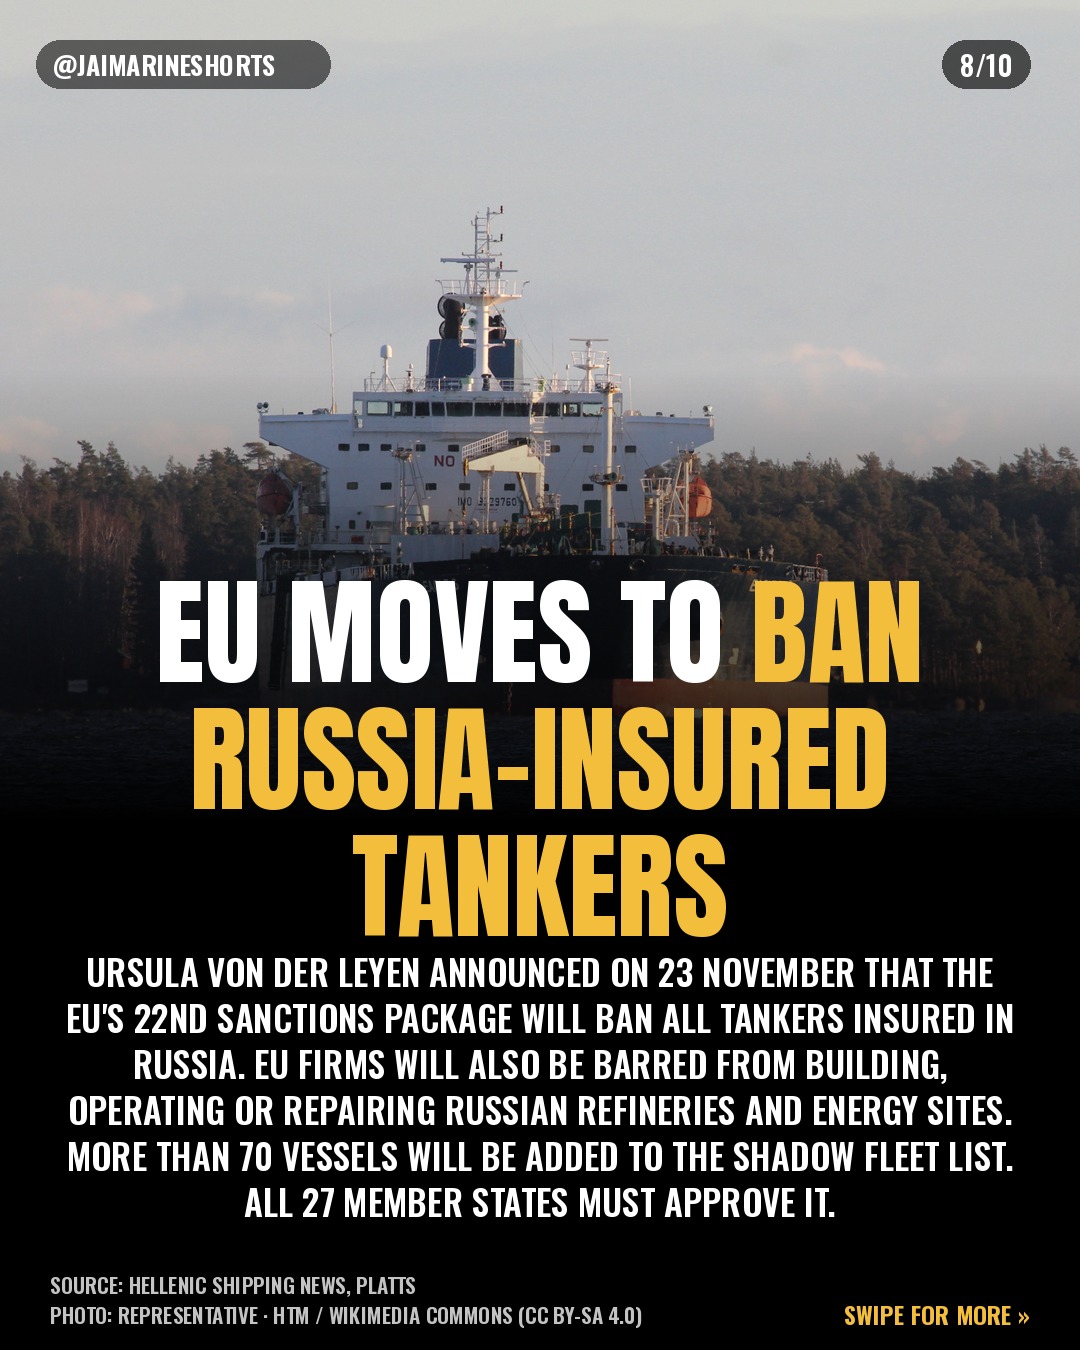 @JAIMARINESHORTS
8/10
NO
EU MOVES TO BAN
RUSSIA-INSURED
TANKERS
URSULA VON DER LEYEN ANNOUNCED ON 23 NOVEMBER THAT THE
EU'S 22ND SANCTIONS PACKAGE WILL BAN ALL TANKERS INSURED IN
RUSSIA. EU FIRMS WILL ALSO BE BARRED FROM BUILDING,
OPERATING OR REPAIRING RUSSIAN REFINERIES AND ENERGY SITES.
MORE THAN 70 VESSELS WILL BE ADDED TO THE SHADOW FLEET LIST.
ALL 27 MEMBER STATES MUST APPROVE IT.
SOURCE: HELLENIC SHIPPING NEWS, PLATTS
PHOTO: REPRESENTATIVE · HTM / WIKIMEDIA COMMONS (CC BY-SA 4.0)
SWIPE FOR MORE »